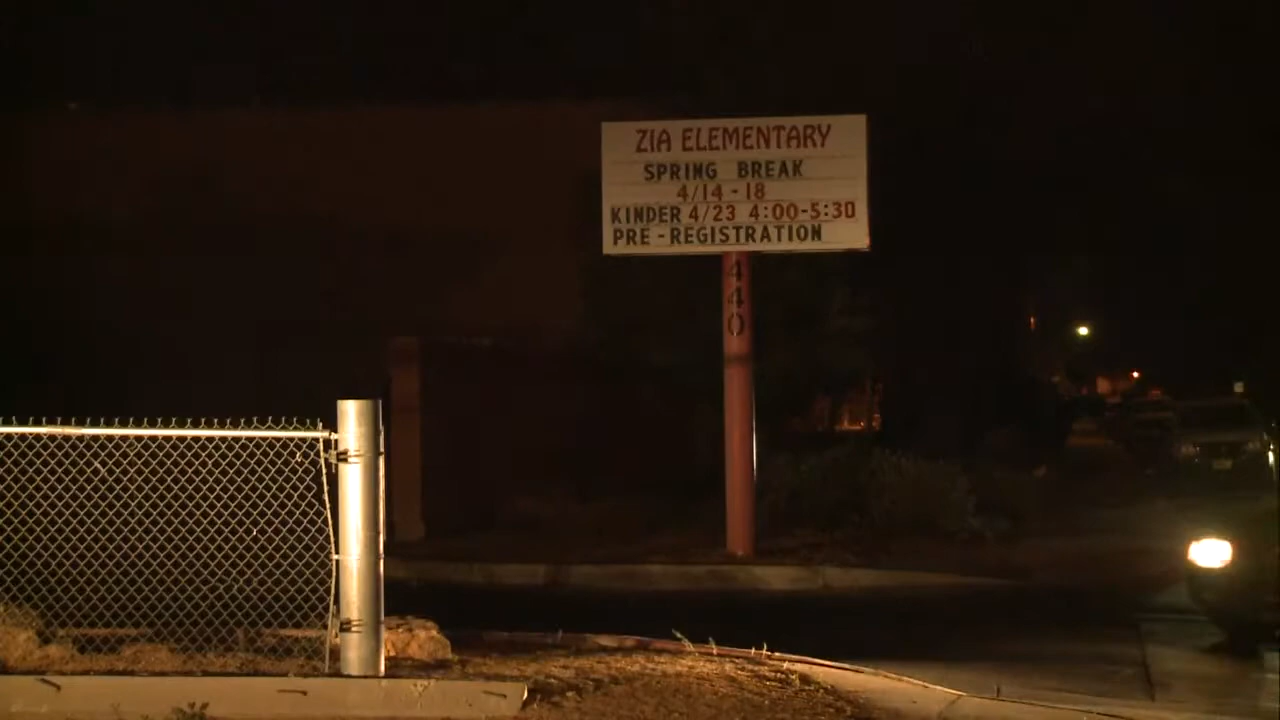 ZIA ELEMENTARY
SPRING BREAK
4/14-18
KINDER 4/23 4:00-5:30
PRE-REGISTRATION
440